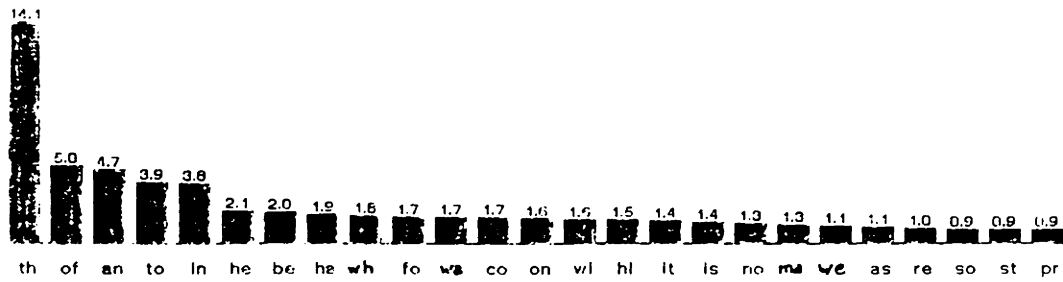 14.1
5.0 4.7 3.9 3.8 2.1 2.0 1.9 1.8 1.7 1.7 1.7 1.6 1.5 1.5 1.4 1.4 1.3 1.3 1.1 1.1 1.0 0.9 0.9 0.9
th of an to in he be ha wh fo wa co on wi hi it is no ma we as re so st pr